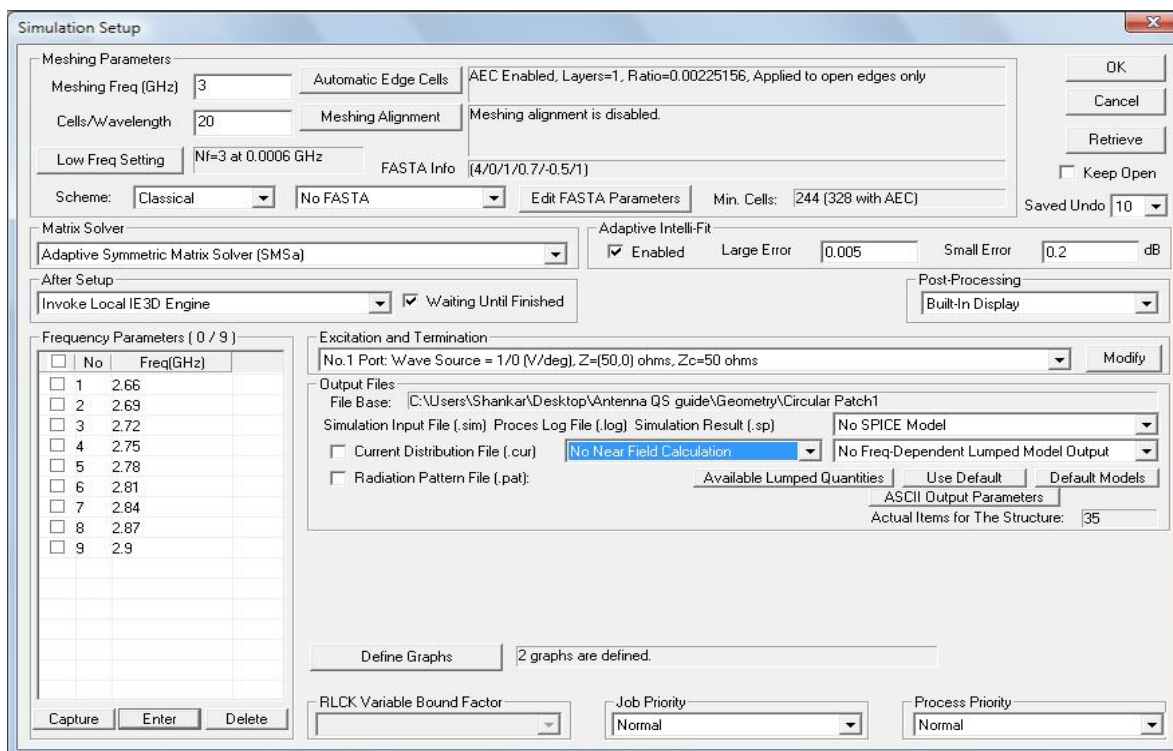 Simulation Setup
Meshing Parameters
Meshing Freq (GHz) 3 Automatic Edge Cells AEC Enabled, Layers=1, Ratio=0.00225156, Applied to open edges only
Cells/Wavelength 20 Meshing Alignment Meshing alignment is disabled.
Low Freq Setting Nf=3 at 0.0006 GHz FASTA Info (4/0/1/0.7/-0.5/1)
Scheme: Classical No FASTA Edit FASTA Parameters Min. Cells: 244 (328 with AEC)
OK
Cancel
Retrieve
Keep Open
Saved Undo 10
Matrix Solver
Adaptive Symmetric Matrix Solver (SMSa)
Adaptive Intelli-Fit
Enabled Large Error 0.005 Small Error 0.2 dB
After Setup
Invoke Local IE3D Engine Waiting Until Finished
Post-Processing
Built-In Display
Frequency Parameters ( 0 / 9 )
No Freq(GHz)
1 2.66
2 2.69
3 2.72
4 2.75
5 2.78
6 2.81
7 2.84
8 2.87
9 2.9
Capture Enter Delete
Excitation and Termination
No.1 Port: Wave Source = 1/0 (V/deg), Z=(50,0) ohms, Zc=50 ohms Modify
Output Files
File Base: C:\Users\Shankar\Desktop\Antenna QS guide\Geometry\Circular Patch1
Simulation Input File (.sim) Proces Log File (.log) Simulation Result (.sp) No SPICE Model
Current Distribution File (.cur) No Near Field Calculation No Freq-Dependent Lumped Model Output
Radiation Pattern File (.pat): Available Lumped Quantities Use Default Default Models
ASCII Output Parameters
Actual Items for The Structure: 35
Define Graphs 2 graphs are defined.
RLCK Variable Bound Factor
Job Priority
Normal
Process Priority
Normal